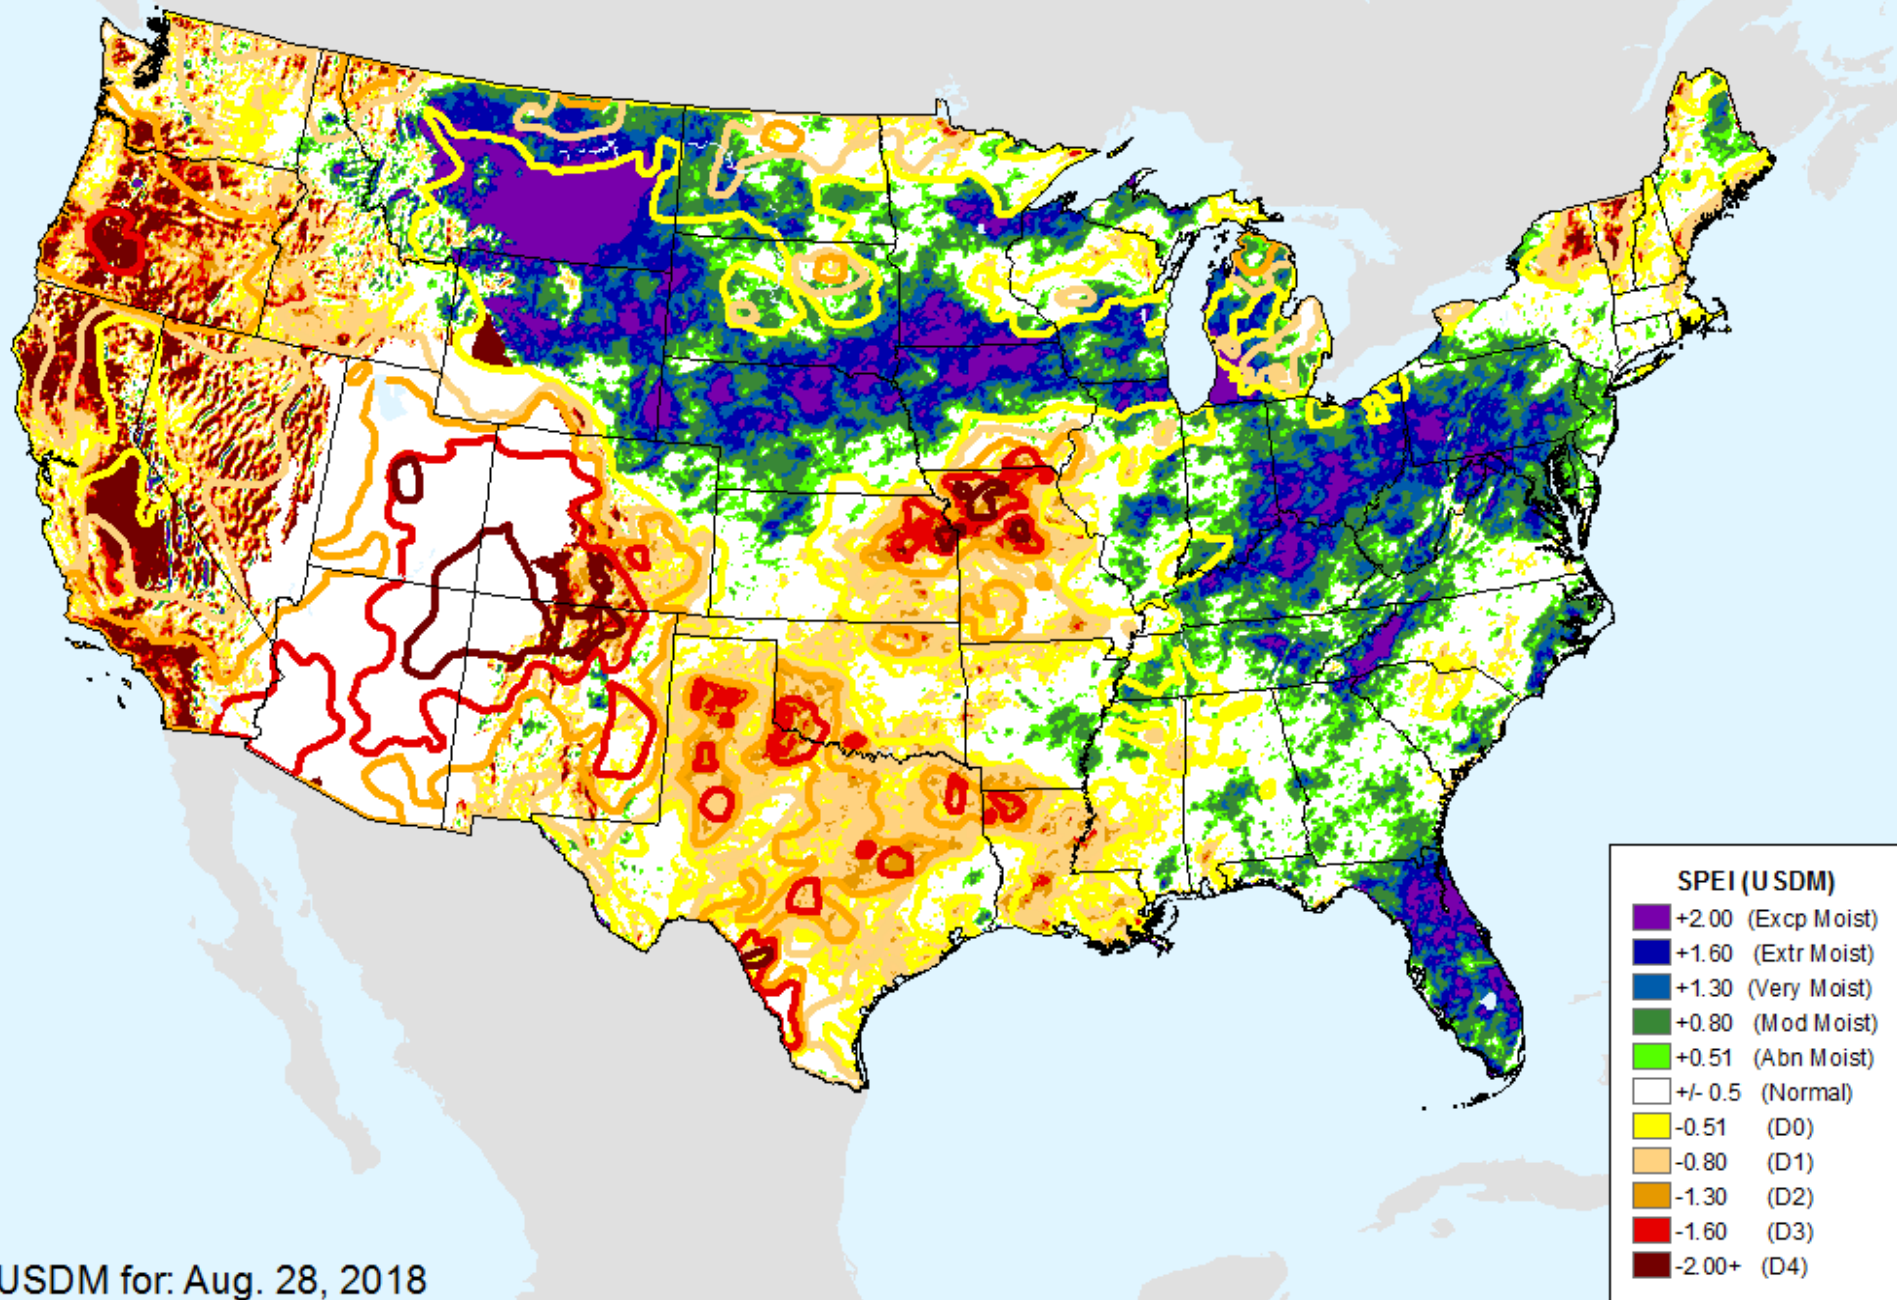 SPEI (USDM)
+2.00 (Excp Moist)
+1.60 (Extr Moist)
+1.30 (Very Moist)
+0.80 (Mod Moist)
+0.51 (Abn Moist)
+/- 0.5 (Normal)
-0.51 (D0)
-0.80 (D1)
-1.30 (D2)
-1.60 (D3)
-2.00+ (D4)
USDM for: Aug. 28, 2018